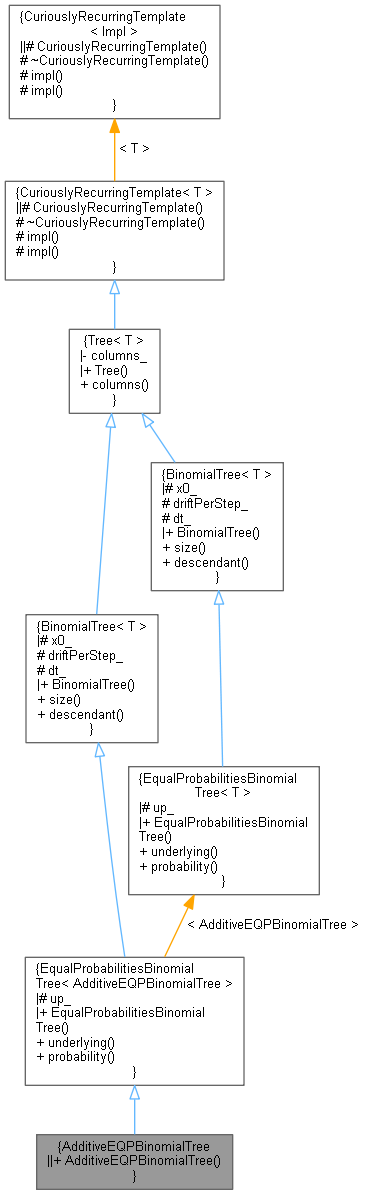 {CuriouslyRecurringTemplate
< Impl >
||# CuriouslyRecurringTemplate()
# ~CuriouslyRecurringTemplate()
# impl()
# impl()
}
< T >
{CuriouslyRecurringTemplate< T >
||# CuriouslyRecurringTemplate()
# ~CuriouslyRecurringTemplate()
# impl()
# impl()
}
{Tree< T >
|- columns_
|+ Tree()
+ columns()
}
{BinomialTree< T >
|# x0_
# driftPerStep_
# dt_
|+ BinomialTree()
+ size()
+ descendant()
}
{BinomialTree< T >
|# x0_
# driftPerStep_
# dt_
|+ BinomialTree()
+ size()
+ descendant()
}
{EqualProbabilitiesBinomial
Tree< T >
|# up_
|+ EqualProbabilitiesBinomial
Tree()
+ underlying()
+ probability()
}
< AdditiveEQPBinomialTree >
{EqualProbabilitiesBinomial
Tree< AdditiveEQPBinomialTree >
|# up_
|+ EqualProbabilitiesBinomial
Tree()
+ underlying()
+ probability()
}
{AdditiveEQPBinomialTree
||+ AdditiveEQPBinomialTree()
}